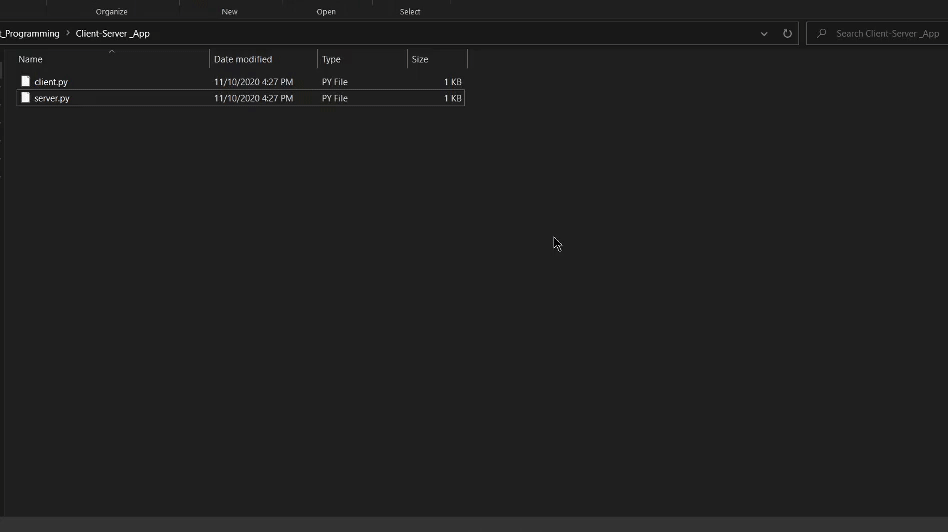 Organize New Open Select
t_Programming > Client-Server _App Search Client-Server _App
Name Date modified Type Size
client.py 11/10/2020 4:27 PM PY File 1 KB
server.py 11/10/2020 4:27 PM PY File 1 KB